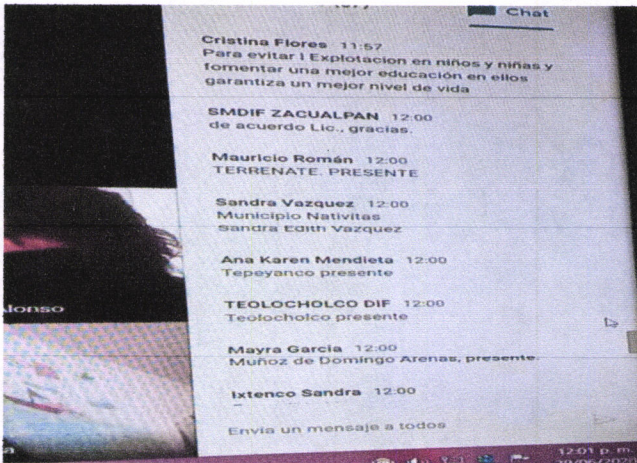 Chat
Cristina Flores 11:57
Para evitar l Explotacion en niños y niñas y
fomentar una mejor educación en ellos
garantiza un mejor nivel de vida
SMDIF ZACUALPAN 12:00
de acuerdo Lic., gracias.
Mauricio Román 12:00
TERRENATE. PRESENTE
Sandra Vazquez 12:00
Municipio Nativitas
Sandra Edith Vazquez
Ana Karen Mendieta 12:00
Tepeyanco presente
TEOLOCHOLCO DIF 12:00
Teolocholco presente
Mayra Garcia 12:00
Muñoz de Domingo Arenas, presente.
Ixtenco Sandra 12:00
Envía un mensaje a todos
lonso
a
12:01 p. m.